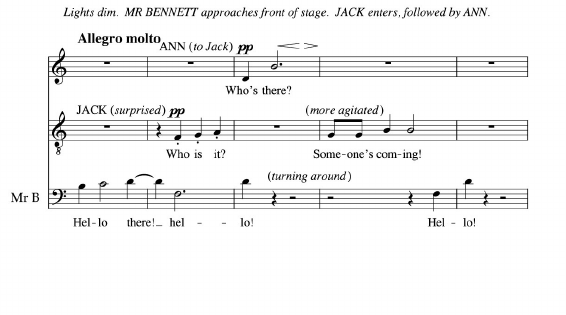 Lights dim. MR BENNETT approaches front of stage. JACK enters, followed by ANN.
Allegro molto
ANN (to Jack) pp
Who's there?
JACK (surprised) pp (more agitated)
8
Who is it? Some-one's com-ing!
(turning around)
Mr B
Hel-lo there! hel - - lo! Hel - lo!